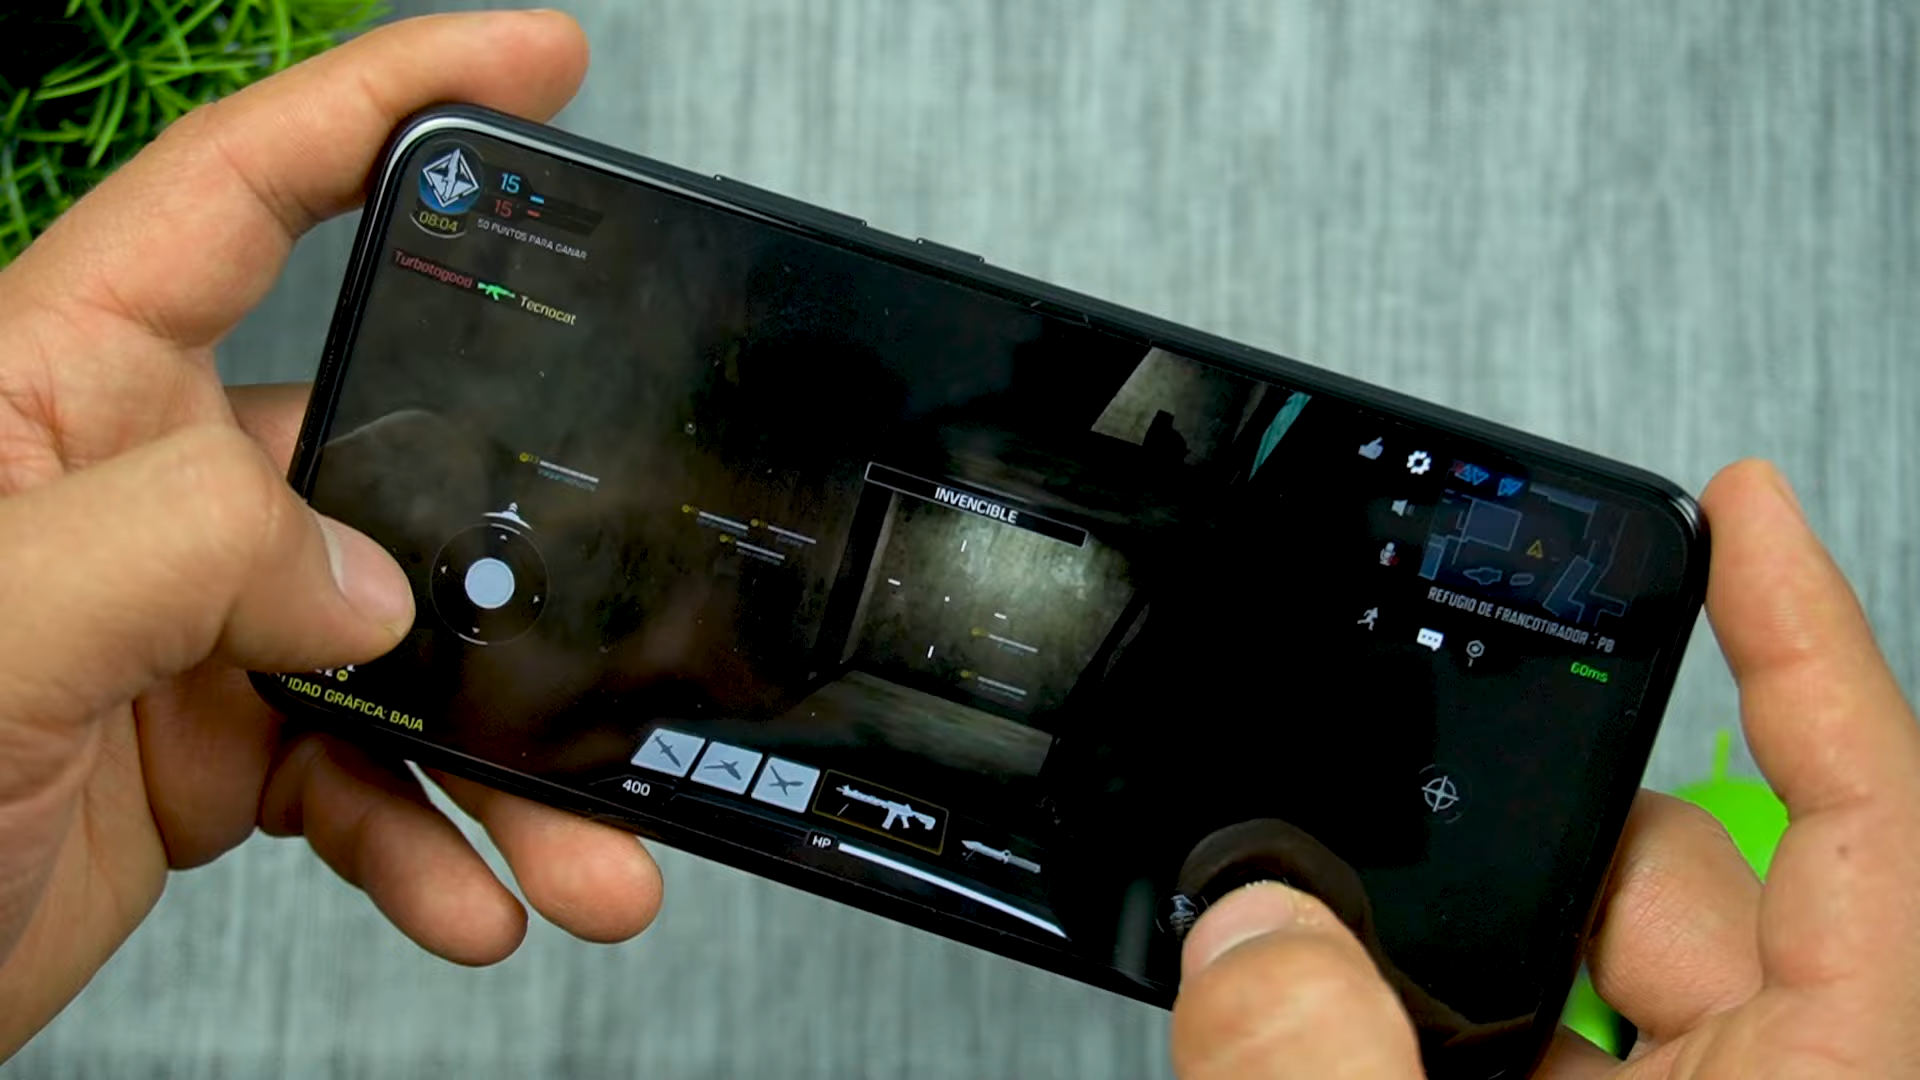 15
15
08:04
50 PUNTOS PARA GANAR
Turbotogood Tecnocat
INVENCIBLE
REFUGIO DE FRANCOTIRADOR - PB
60ms
LIDAD GRÁFICA: BAJA
400
HP